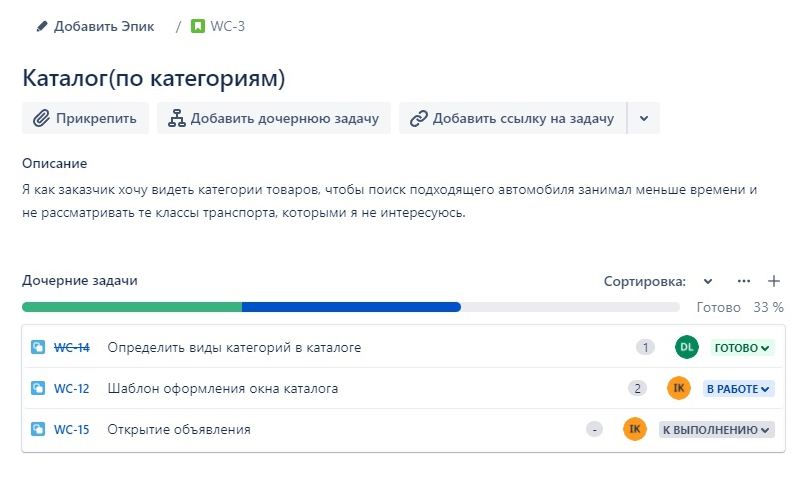 Добавить Эпик / WC-3
Каталог(по категориям)
Прикрепить Добавить дочернюю задачу Добавить ссылку на задачу
Описание
Я как заказчик хочу видеть категории товаров, чтобы поиск подходящего автомобиля занимал меньше времени и
не рассматривать те классы транспорта, которыми я не интересуюсь.
Дочерние задачи Сортировка: ...
Готово 33 %
WC-14 Определить виды категорий в каталоге 1 DL ГОТОВО
WC-12 Шаблон оформления окна каталога 2 IK В РАБОТЕ
WC-15 Открытие объявления - IK К ВЫПОЛНЕНИЮ